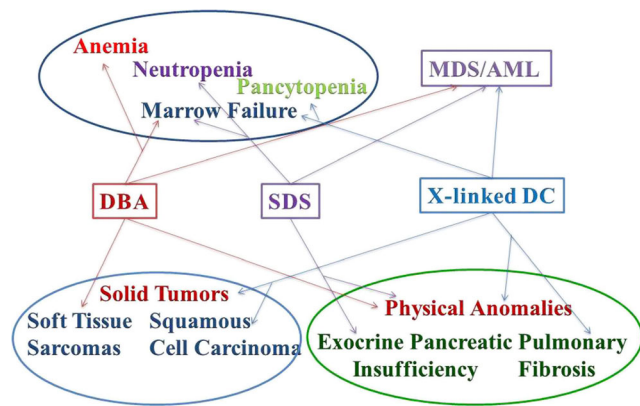 Anemia
Neutropenia
MDS/AML
Pancytopenia
Marrow Failure
DBA
SDS
X-linked DC
Solid Tumors
Physical Anomalies
Soft Tissue
Sarcomas
Squamous
Cell Carcinoma
Exocrine Pancreatic
Insufficiency
Pulmonary
Fibrosis